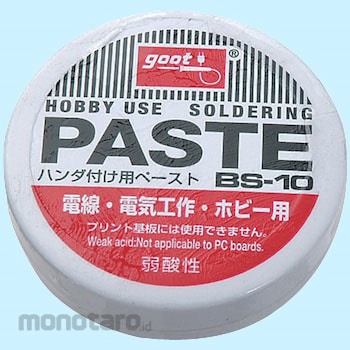 goot®
HOBBY USE SOLDERING
PASTE
ハンダ付け用ペースト BS-10
電線・電気工作・ホビー用
プリント基板には使用できません。
Weak acid:Not applicable to PC boards.
弱酸性
monotaro.id